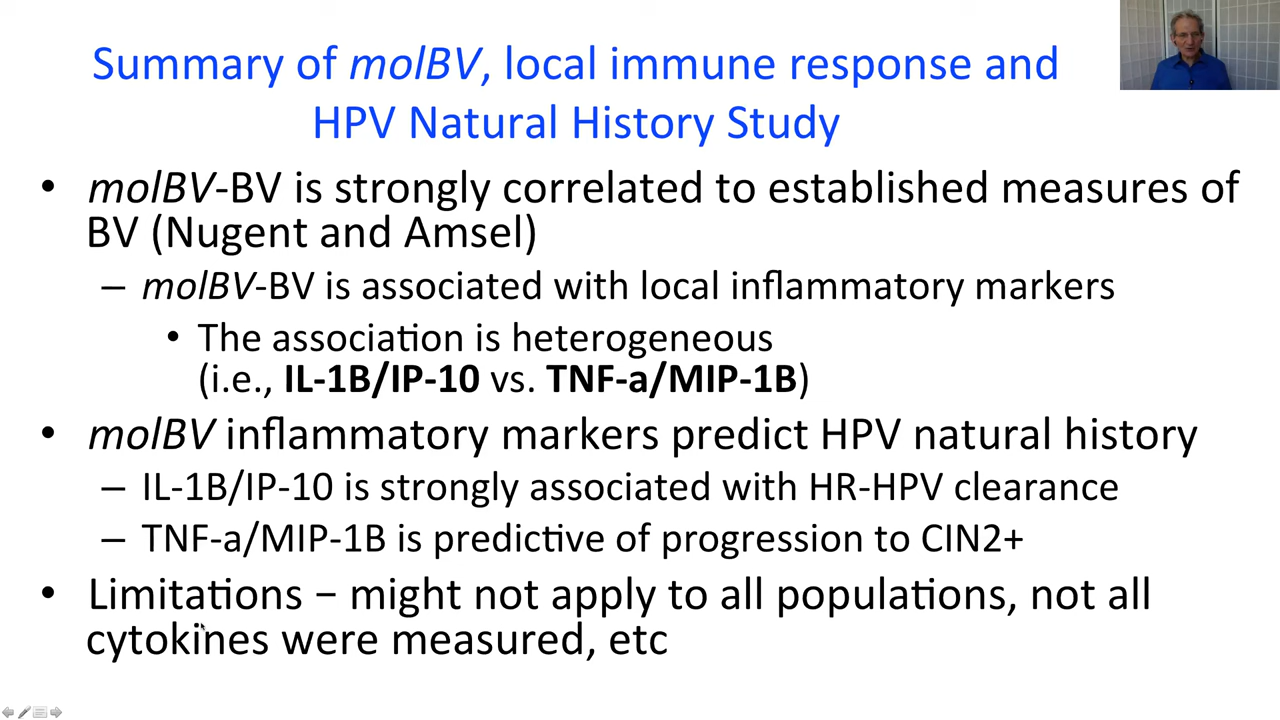 Summary of molBV, local immune response and
HPV Natural History Study
• molBV-BV is strongly correlated to established measures of
BV (Nugent and Amsel)
– molBV-BV is associated with local inflammatory markers
• The association is heterogeneous
(i.e., IL-1B/IP-10 vs. TNF-a/MIP-1B)
• molBV inflammatory markers predict HPV natural history
– IL-1B/IP-10 is strongly associated with HR-HPV clearance
– TNF-a/MIP-1B is predictive of progression to CIN2+
• Limitations – might not apply to all populations, not all
cytokines were measured, etc